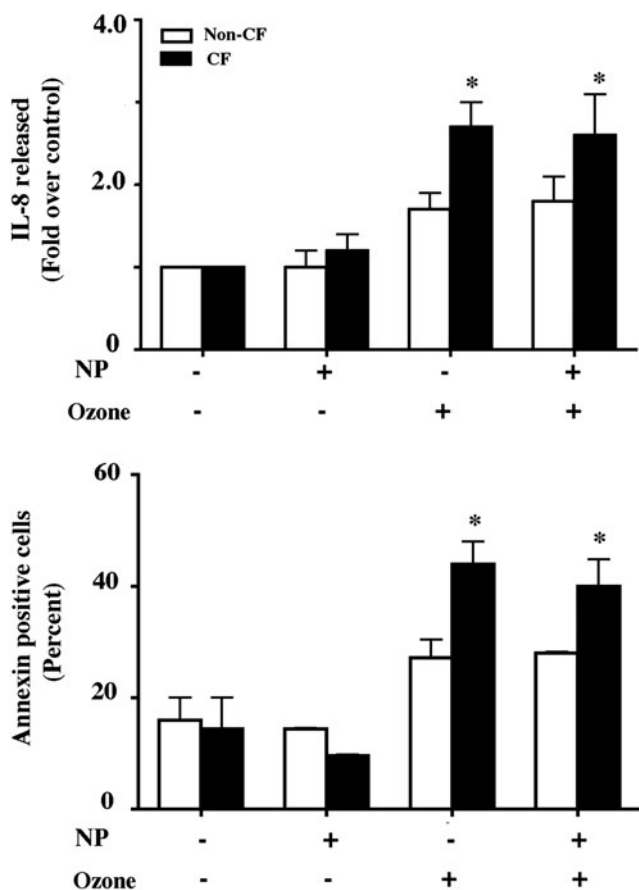 4.0
Non-CF
CF
* *
IL-8 released
(Fold over control)
2.0
0
NP - + - +
Ozone - - + +
60
* *
40
Annexin positive cells
(Percent)
20
0
NP - + - +
Ozone - - + +